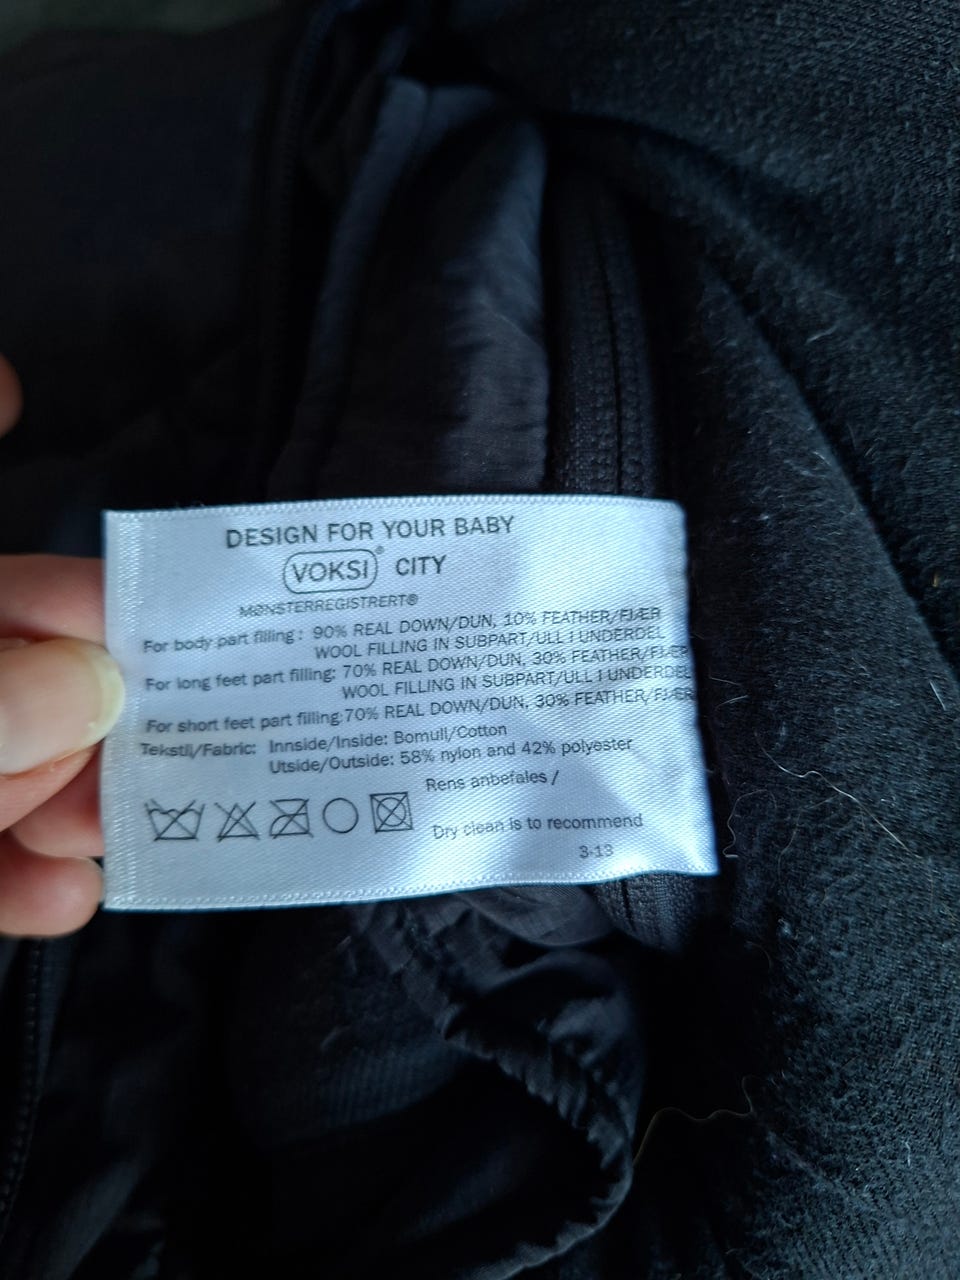 DESIGN FOR YOUR BABY
VOKSI® CITY
MØNSTERREGISTRERT®
For body part filling: 90% REAL DOWN/DUN, 10% FEATHER/FJÆR
WOOL FILLING IN SUBPART/ULL I UNDERDEL
For long feet part filling: 70% REAL DOWN/DUN, 30% FEATHER/FJÆR
WOOL FILLING IN SUBPART/ULL I UNDERDEL
For short feet part filling: 70% REAL DOWN/DUN, 30% FEATHER/FJÆR
Tekstil/Fabric: Innside/Inside: Bomull/Cotton
Utside/Outside: 58% nylon and 42% polyester
Rens anbefales /
Dry clean is to recommend
3-13